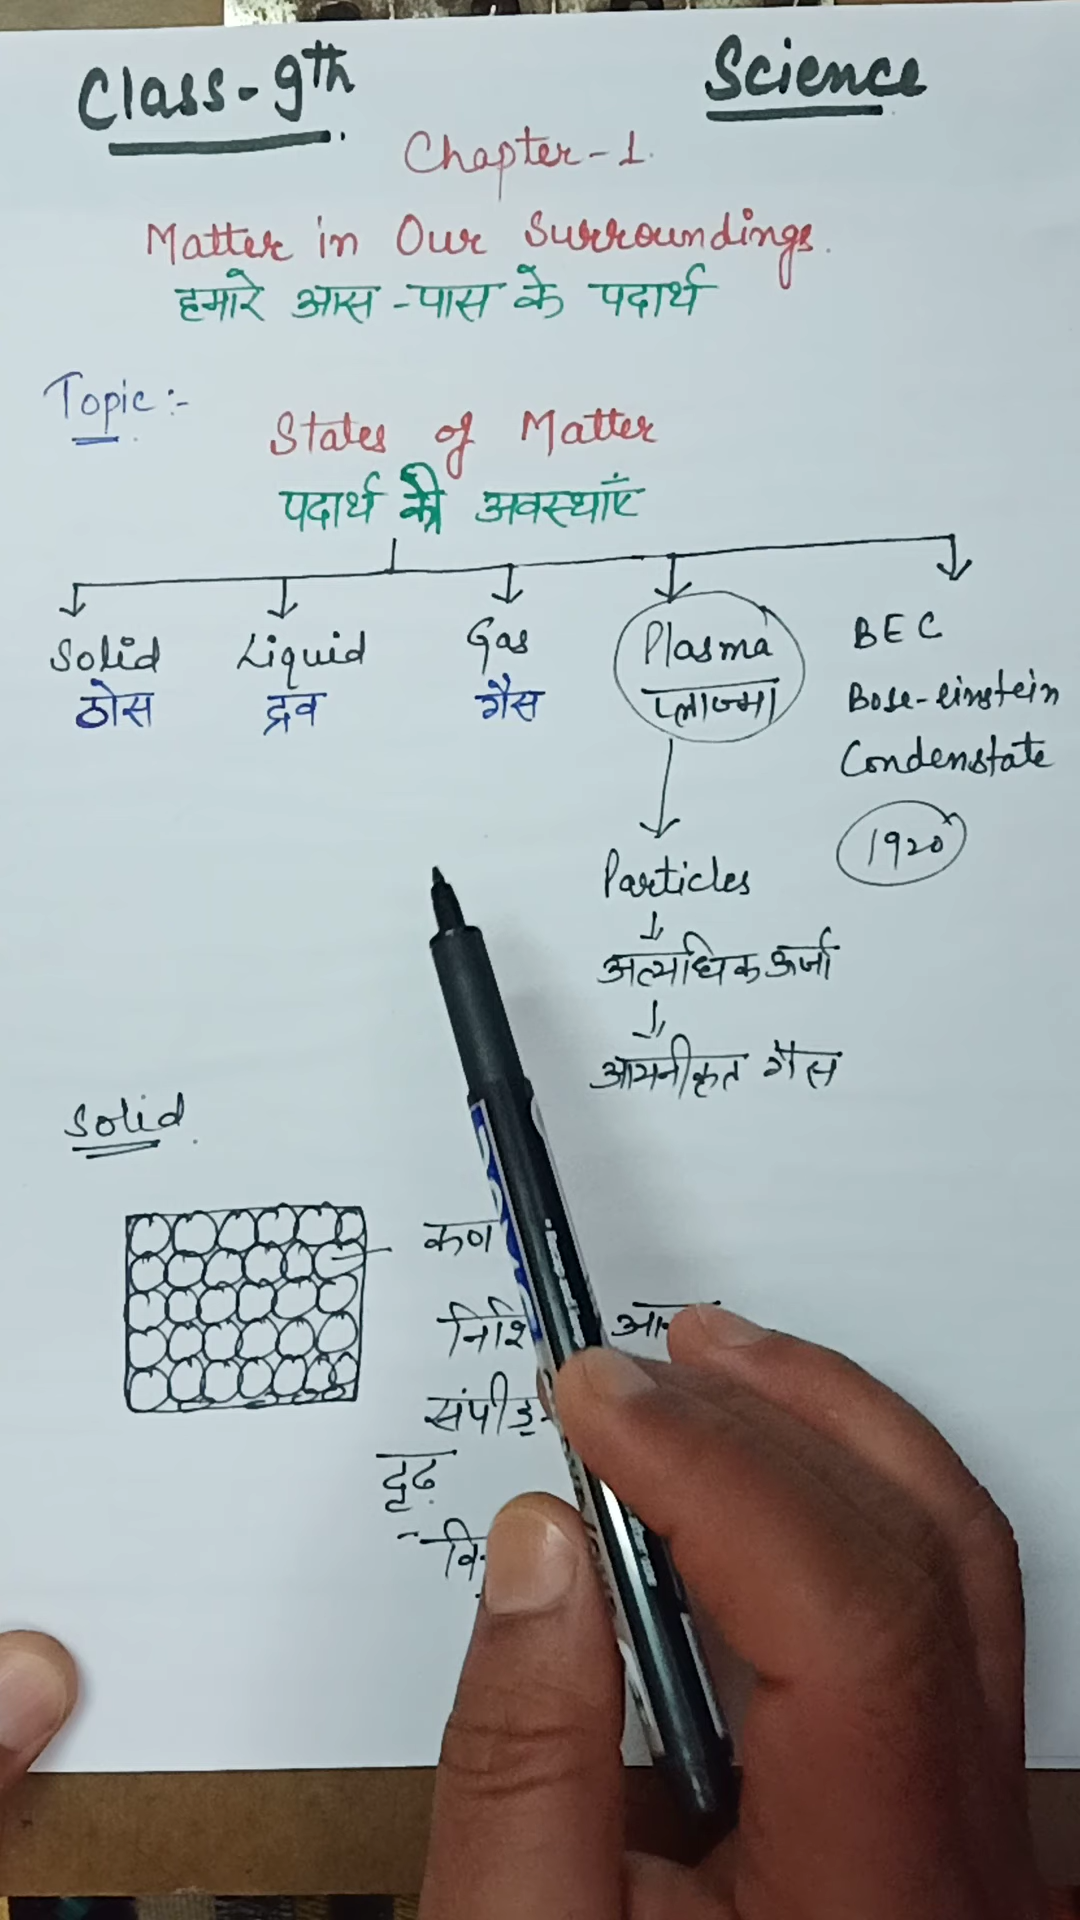 Class-9th Science
Chapter-1.
Matter in Our Surroundings.
हमारे आस-पास के पदार्थ
Topic:-
States of Matter
पदार्थ की अवस्थाएँ
Solid Liquid Gas Plasma BEC
ठोस द्रव गैस प्लाज्मा Bose-einstein
Condenstate
1920
Particles
अत्यधिक ऊर्जा
आयनीकृत गैस
Solid
कण
दृढ़